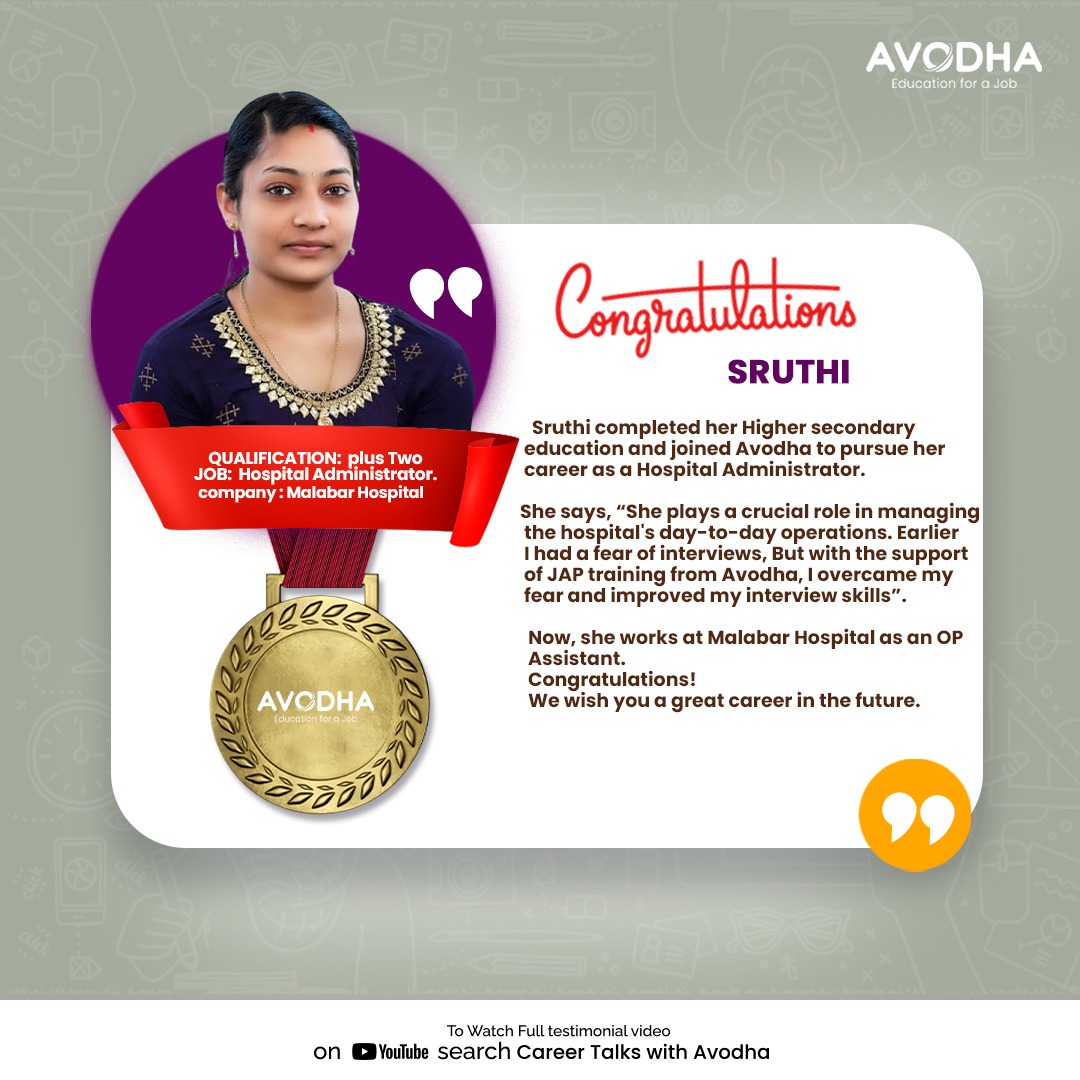 AVODHA
Education for a Job
Congratulations
SRUTHI
QUALIFICATION: plus Two
JOB: Hospital Administrator.
company : Malabar Hospital
Sruthi completed her Higher secondary
education and joined Avodha to pursue her
career as a Hospital Administrator.
She says, “She plays a crucial role in managing
the hospital's day-to-day operations. Earlier
I had a fear of interviews, But with the support
of JAP training from Avodha, I overcame my
fear and improved my interview skills”.
Now, she works at Malabar Hospital as an OP
Assistant.
Congratulations!
We wish you a great career in the future.
AVODHA
Education for a Job
To Watch Full testimonial video
on YouTube search Career Talks with Avodha